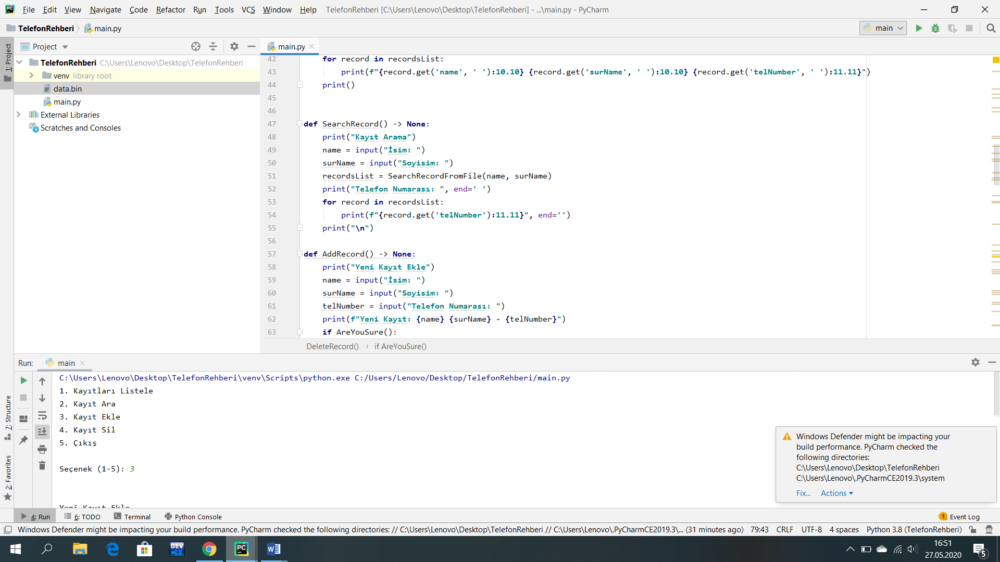 File Edit View Navigate Code Refactor Run Tools VCS Window Help TelefonRehberi [C:\Users\Lenovo\Desktop\TelefonRehberi] - ...\main.py - PyCharm
TelefonRehberi main.py
main
1: Project
Project
main.py
TelefonRehberi C:\Users\Lenovo\Desktop\TelefonRehberi
venv library root
data.bin
main.py
External Libraries
Scratches and Consoles
42 for record in recordsList:
43 print(f"{record.get('name', ' '):10.10} {record.get('surName', ' '):10.10} {record.get('telNumber', ' '):11.11}")
44 print()
45
46
47 def SearchRecord() -> None:
48 print("Kayıt Arama")
49 name = input("İsim: ")
50 surName = input("Soyisim: ")
51 recordsList = SearchRecordFromFile(name, surName)
52 print("Telefon Numarası: ", end=' ')
53 for record in recordsList:
54 print(f"{record.get('telNumber'):11.11}", end='')
55 print("\n")
56
57 def AddRecord() -> None:
58 print("Yeni Kayıt Ekle")
59 name = input("İsim: ")
60 surName = input("Soyisim: ")
61 telNumber = input("Telefon Numarası: ")
62 print(f"Yeni Kayıt: {name} {surName} - {telNumber}")
63 if AreYouSure():
DeleteRecord() › if AreYouSure()
Run: main
C:\Users\Lenovo\Desktop\TelefonRehberi\venv\Scripts\python.exe C:/Users/Lenovo/Desktop/TelefonRehberi/main.py
1. Kayıtları Listele
2. Kayıt Ara
3. Kayıt Ekle
4. Kayıt Sil
5. Çıkış
Seçenek (1-5): 3
Yeni Kayıt Ekle
7: Structure
2: Favorites
Windows Defender might be impacting your
build performance. PyCharm checked the
following directories:
C:\Users\Lenovo\Desktop\TelefonRehberi
C:\Users\Lenovo\.PyCharmCE2019.3\system
Fix... Actions
4: Run 6: TODO Terminal Python Console 1 Event Log
Windows Defender might be impacting your build performance. PyCharm checked the following directories: // C:\Users\Lenovo\Desktop\TelefonRehberi // C:\Users\Lenovo\.PyCharmCE2019.3\... (31 minutes ago) 79:43 CRLF UTF-8 4 spaces Python 3.8 (TelefonRehberi)
DEV C++ PC W
16:51
27.05.2020
5